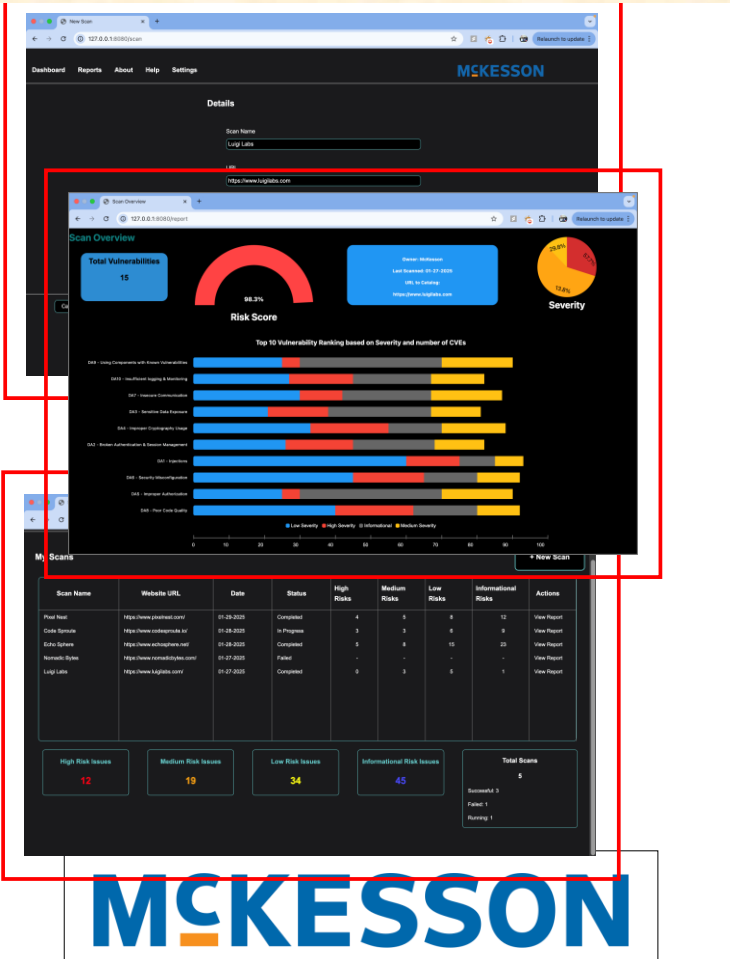 New Scan
127.0.0.1:8080/scan
Relaunch to update
Dashboard Reports About Help Settings
MCKESSON
Details
Scan Name
Luigi Labs
URL
https://www.luigilabs.com
Scan Overview
127.0.0.1:8080/report
Relaunch to update
Scan Overview
Total Vulnerabilities
15
98.3%
Risk Score
Owner: McKesson
Last Scanned: 01-27-2025
URL to Catalog:
https://www.luigilabs.com
Severity
Top 10 Vulnerability Ranking based on Severity and number of CVEs
DA9 - Using Components with Known Vulnerabilities
DA10 - Insufficient logging & Monitoring
DA7 - Insecure Communication
DA3 - Sensitive Data Exposure
DA4 - Improper Cryptography Usage
DA2 - Broken Authentication & Session Management
DA1 - Injections
DA6 - Security Misconfiguration
DA5 - Improper Authentication
DA8 - Poor Code Quality
Low Severity High Severity Informational Medium Severity
0 10 20 30 40 50 60 70 80 90 100
My Scans
+ New Scan
Scan Name Website URL Date Status High Risks Medium Risks Low Risks Informational Risks Actions
Pixel Nest https://www.pixelnest.com/ 01-29-2025 Completed 4 5 8 12 View Report
Code Sprouts https://www.codesprouts.io/ 01-28-2025 In Progress 3 3 6 9 View Report
Echo Sphere https://www.echosphere.net/ 01-28-2025 Completed 5 8 15 23 View Report
Nomadic Bytes https://www.nomadicbytes.com/ 01-27-2025 Failed - - - - View Report
Luigi Labs https://www.luigilabs.com/ 01-27-2025 Completed 0 3 5 1 View Report
High Risk Issues
12
Medium Risk Issues
19
Low Risk Issues
34
Informational Risk Issues
45
Total Scans
5
Successful: 3
Failed: 1
Running: 1
MCKESSON